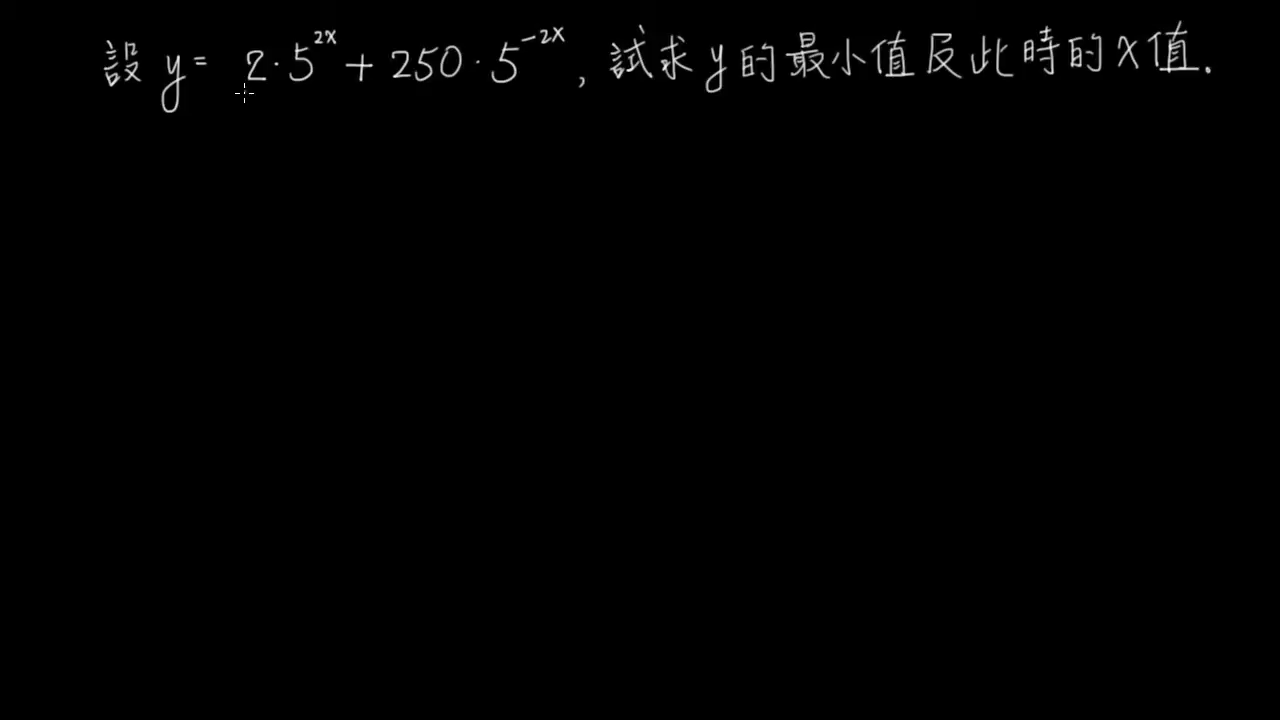 設 y = 2·5^{2x} + 250·5^{-2x}, 試求 y 的最小值及此時的 x 值.